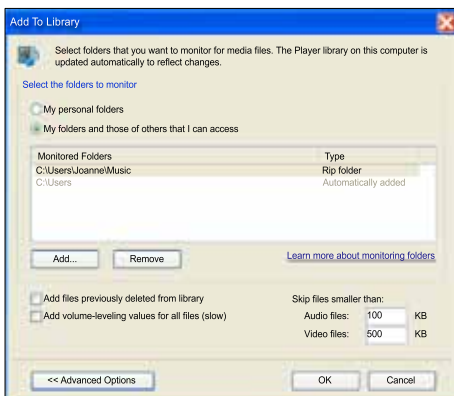 Add To Library
Select folders that you want to monitor for media files. The Player library on this computer is
updated automatically to reflect changes.
Select the folders to monitor
My personal folders
My folders and those of others that I can access
Monitored Folders Type
C:\Users\Joanne\Music Rip folder
C:\Users Automatically added
Add... Remove Learn more about monitoring folders
Add files previously deleted from library Skip files smaller than:
Add volume-leveling values for all files (slow) Audio files: 100 KB
Video files: 500 KB
<< Advanced Options OK Cancel